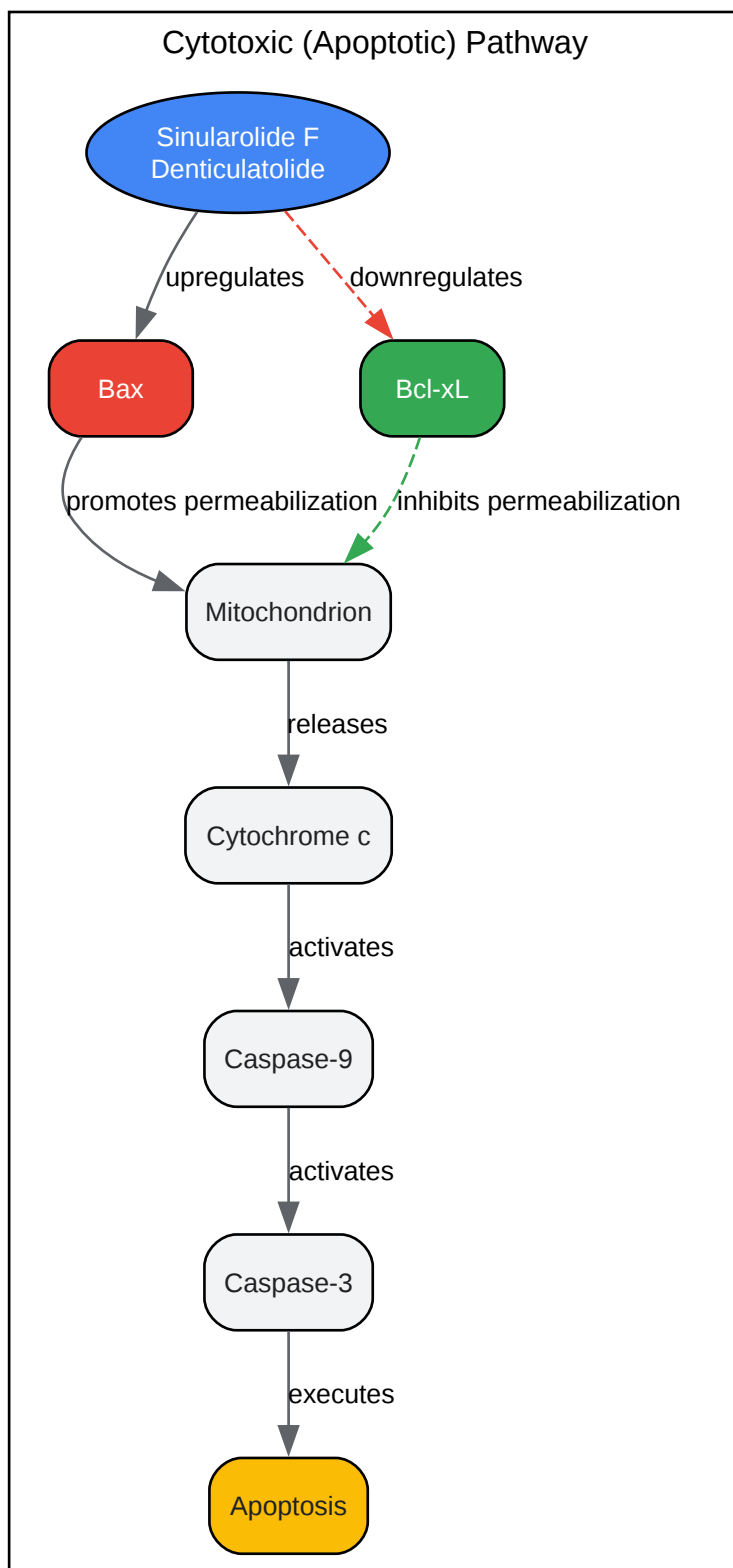 Cytotoxic (Apoptotic) Pathway
Sinularolide F
Denticulatolide
upregulates
downregulates
Bax
Bcl-xL
promotes permeabilization
inhibits permeabilization
Mitochondrion
releases
Cytochrome c
activates
Caspase-9
activates
Caspase-3
executes
Apoptosis